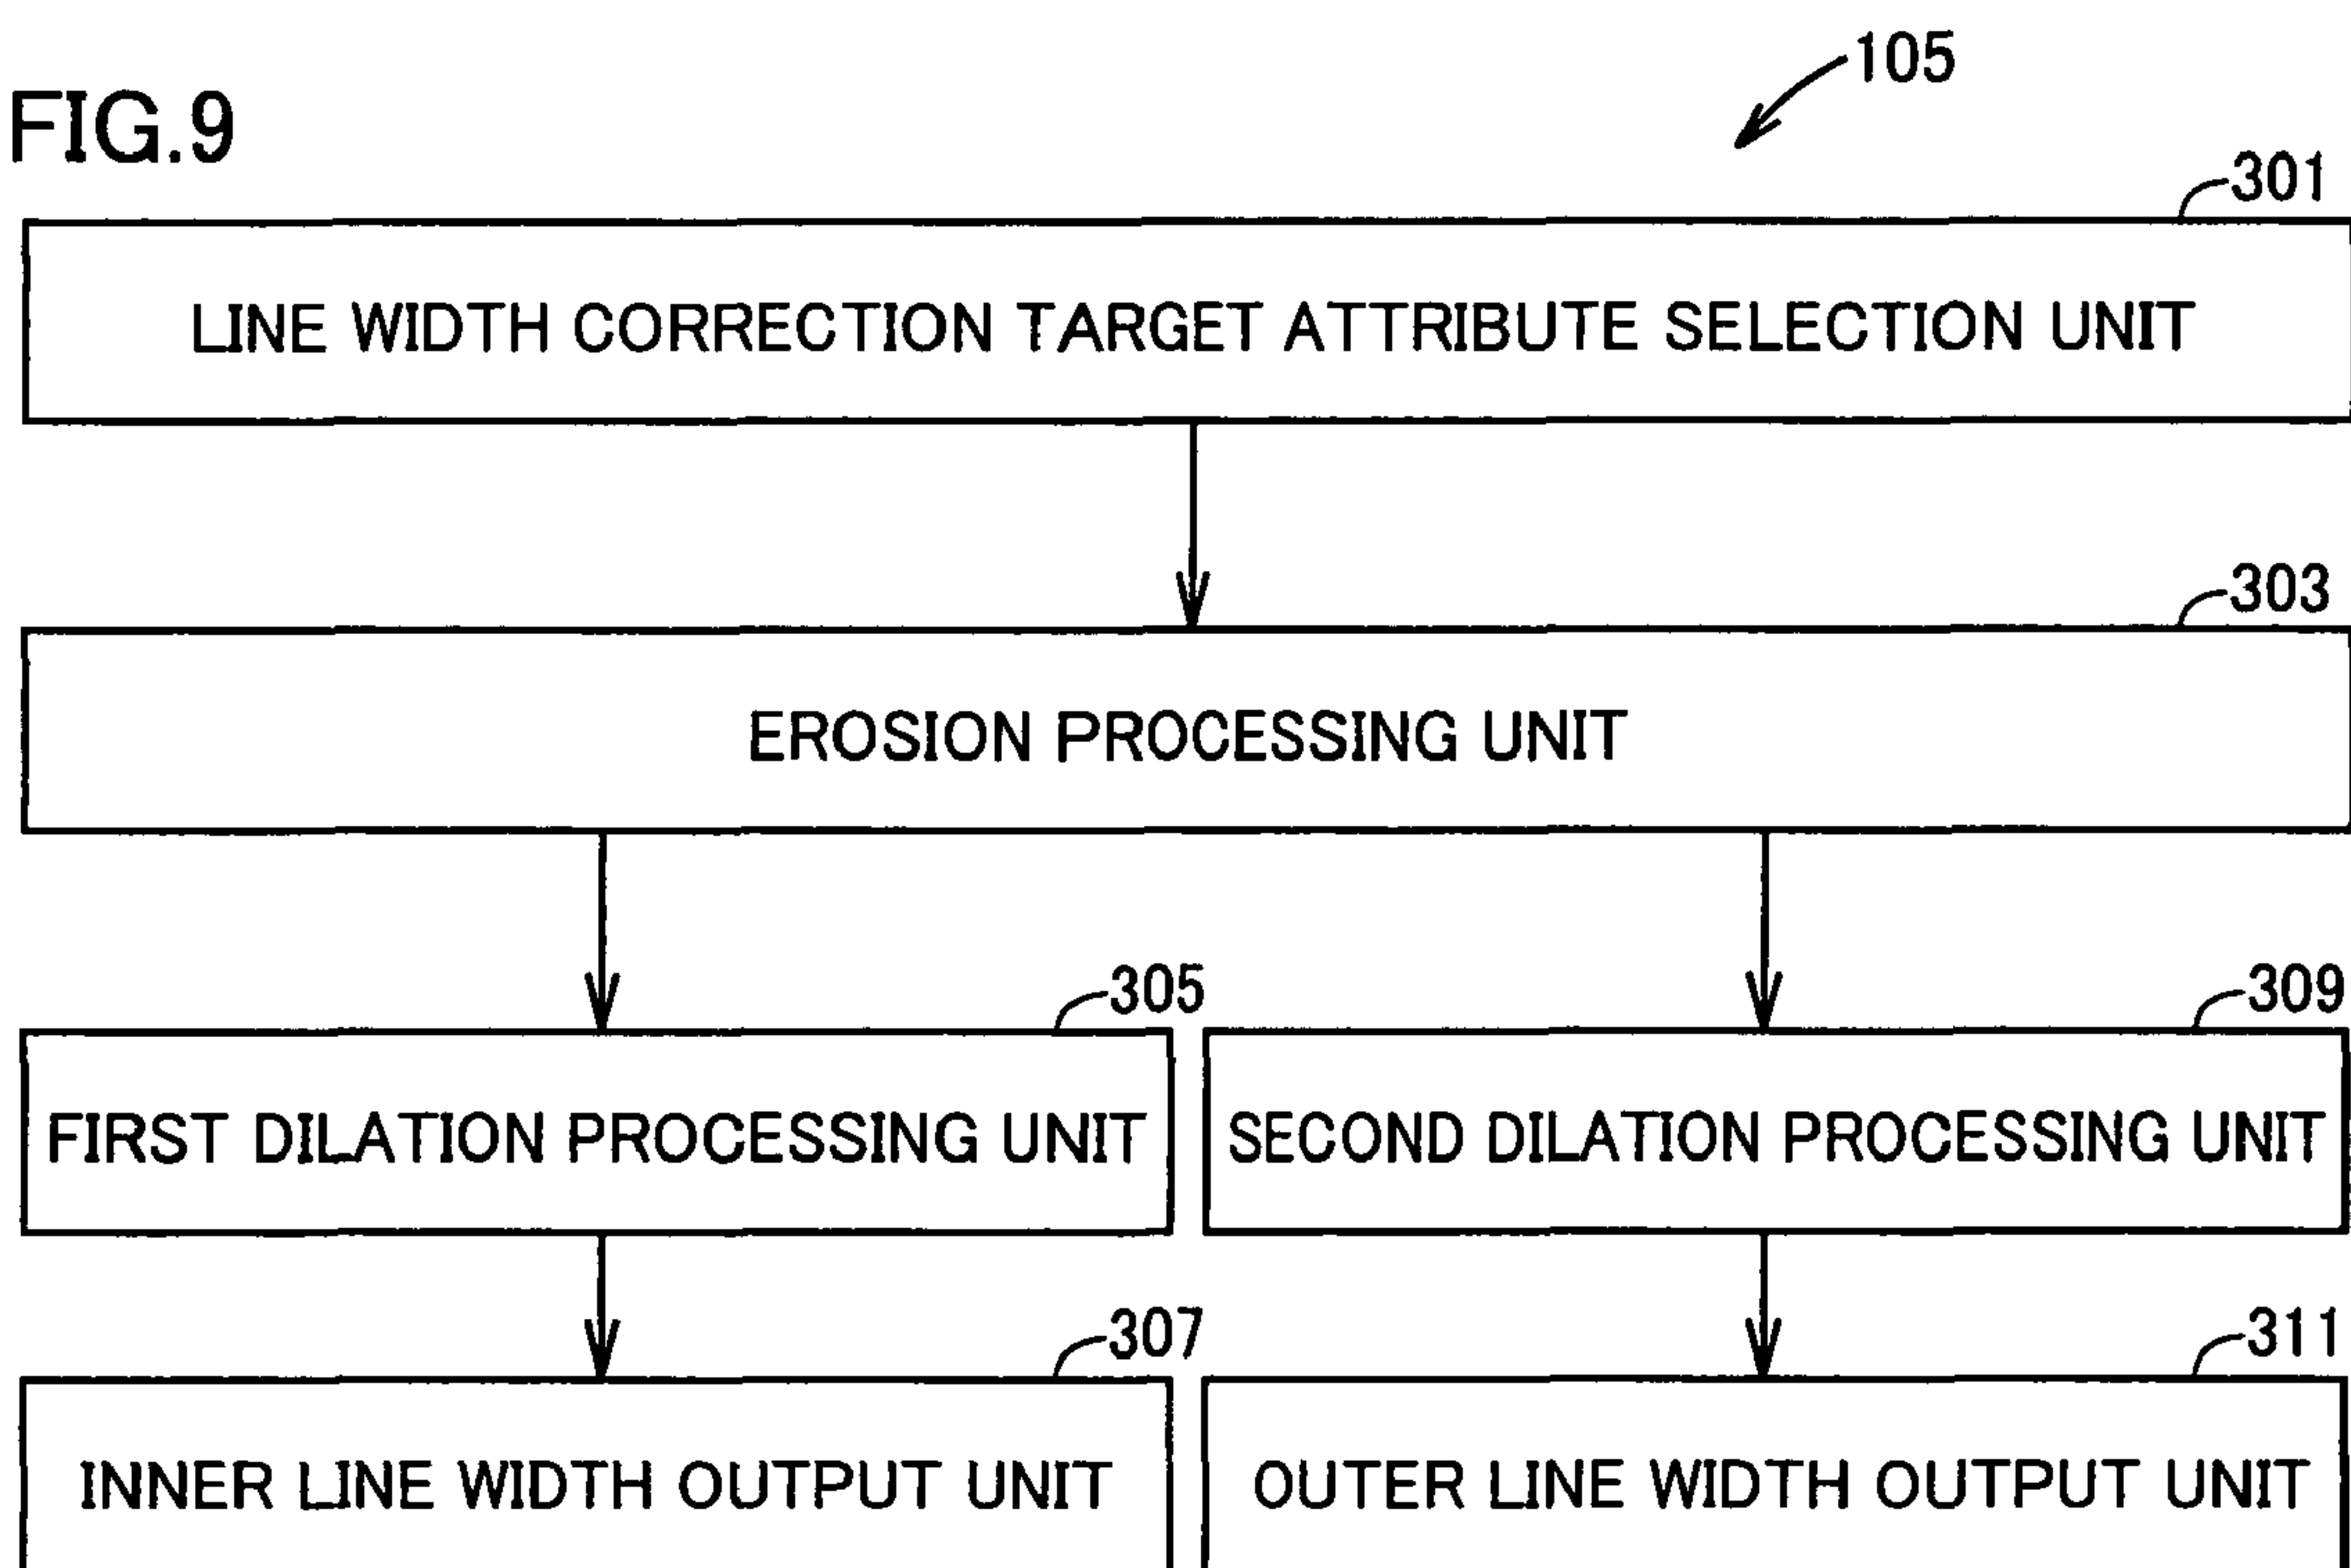 FIG.9
105
301
LINE WIDTH CORRECTION TARGET ATTRIBUTE SELECTION UNIT
303
EROSION PROCESSING UNIT
305
309
FIRST DILATION PROCESSING UNIT
SECOND DILATION PROCESSING UNIT
307
311
INNER LINE WIDTH OUTPUT UNIT
OUTER LINE WIDTH OUTPUT UNIT